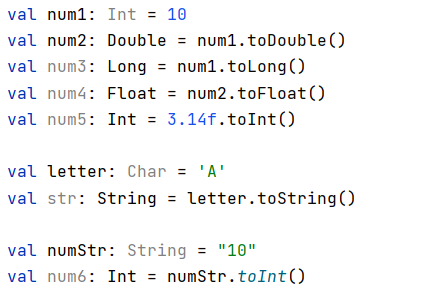 val num1: Int = 10
val num2: Double = num1.toDouble()
val num3: Long = num1.toLong()
val num4: Float = num2.toFloat()
val num5: Int = 3.14f.toInt()
val letter: Char = 'A'
val str: String = letter.toString()
val numStr: String = "10"
val num6: Int = numStr.toInt()